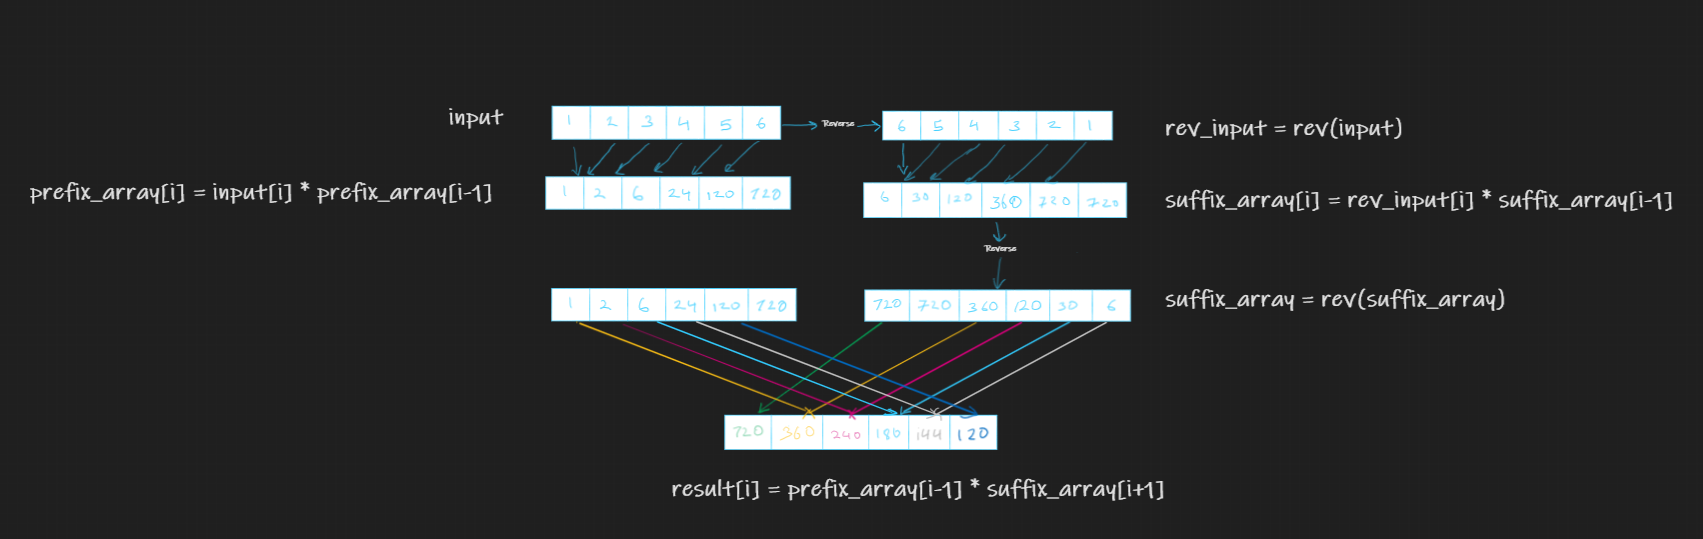 input
1 2 3 4 5 6
Reverse
6 5 4 3 2 1
rev_input = rev(input)
prefix_array[i] = input[i] * prefix_array[i-1]
1 2 6 24 120 720
6 30 120 360 720 720
suffix_array[i] = rev_input[i] * suffix_array[i-1]
Reverse
1 2 6 24 120 720
720 720 360 120 30 6
suffix_array = rev(suffix_array)
720 360 240 180 144 120
result[i] = prefix_array[i-1] * suffix_array[i+1]